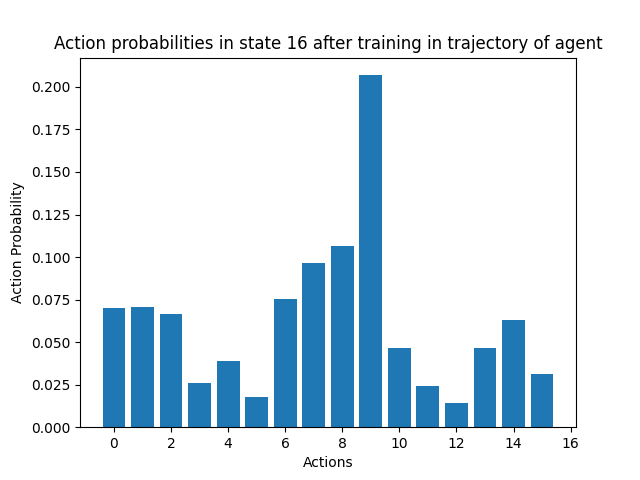 Action probabilities in state 16 after training in trajectory of agent
0.200
0.175
0.150
0.125
0.100
0.075
0.050
0.025
0.000
Action Probability
0 2 4 6 8 10 12 14 16
Actions